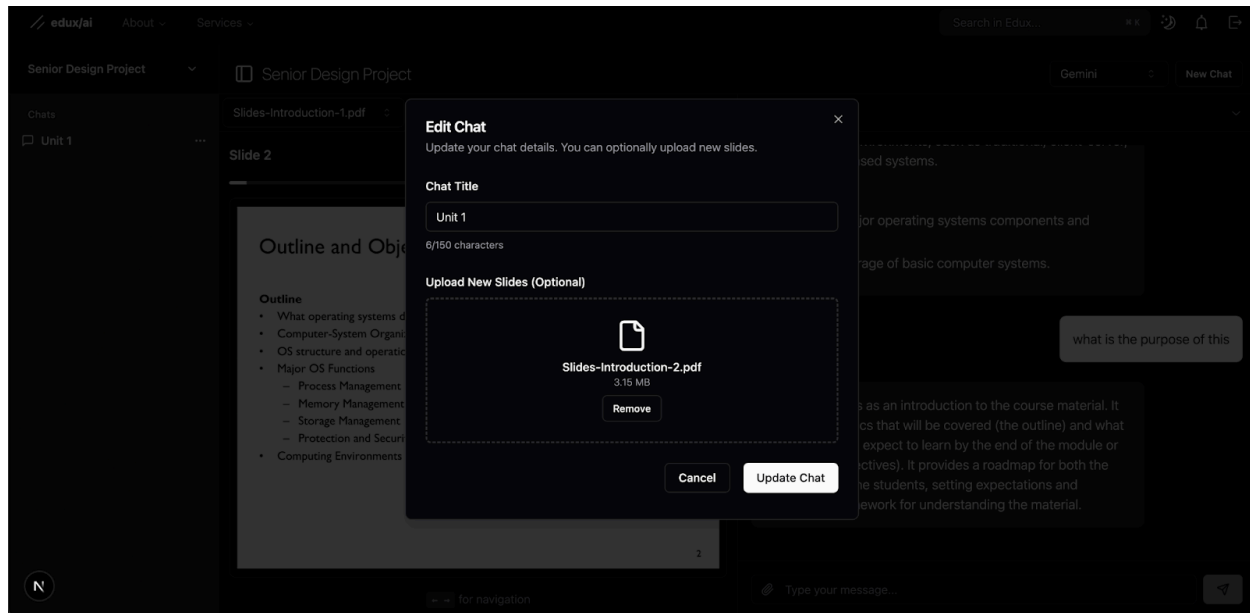 edux/ai About Services Search in Edux... ⌘ K
Senior Design Project
Senior Design Project Gemini New Chat
Chats
Unit 1 ...
Slides-Introduction-1.pdf
Slide 2
Outline and Obje
Outline
• What operating systems d
• Computer-System Organi
• OS structure and operatic
• Major OS Functions
– Process Management
– Memory Management
– Storage Management
– Protection and Securi
• Computing Environments
2
← → for navigation
Edit Chat
Update your chat details. You can optionally upload new slides.
Chat Title
Unit 1
6/150 characters
Upload New Slides (Optional)
Slides-Introduction-2.pdf
3.15 MB
Remove
Cancel Update Chat
sed systems.
jor operating systems components and
rage of basic computer systems.
what is the purpose of this
s as an introduction to the course material. It
cs that will be covered (the outline) and what
expect to learn by the end of the module or
ectives). It provides a roadmap for both the
he students, setting expectations and
ework for understanding the material.
Type your message...
N